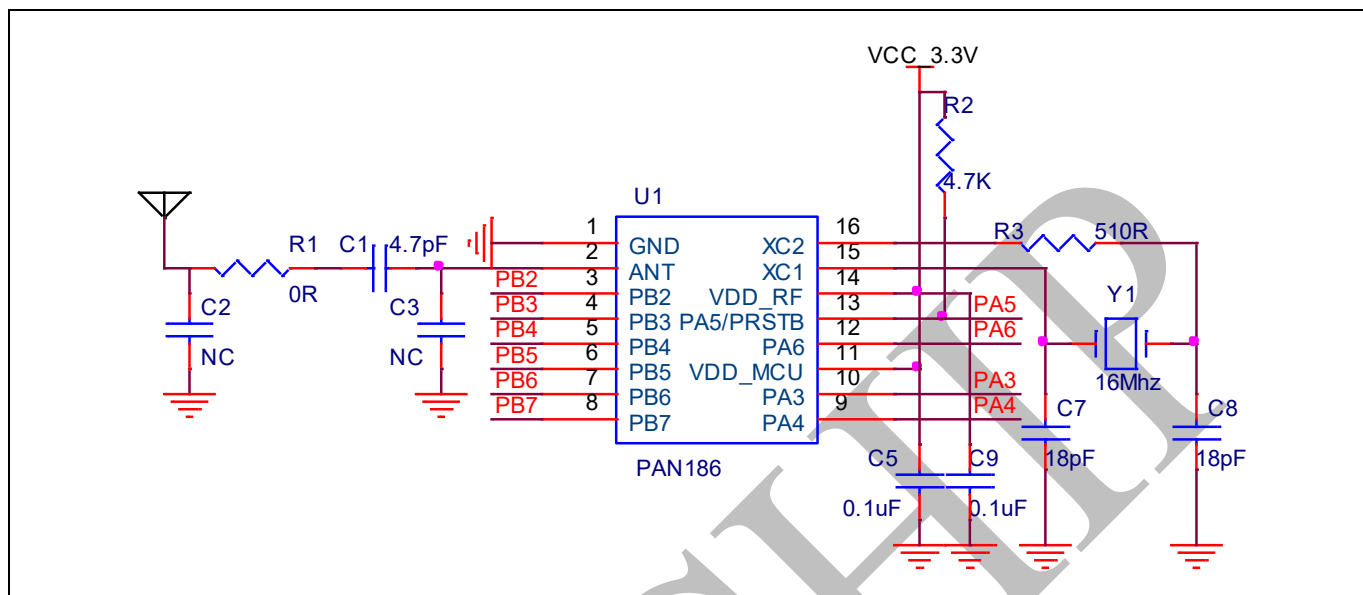 VCC_3.3V
R2
4.7K
U1
R1
0R
C1
4.7pF
C2
NC
C3
NC
1
2
3
4
5
6
7
8
PB2
PB3
PB4
PB5
PB6
PB7
GND
ANT
PB2
PB3
PB4
PB5
PB6
PB7
XC2
XC1
VDD_RF
PA5/PRSTB
PA6
VDD_MCU
PA3
PA4
16
15
14
13
12
11
10
9
PA5
PA6
PA3
PA4
PAN186
R3
510R
Y1
16Mhz
C7
18pF
C8
18pF
C5
0.1uF
C9
0.1uF
HIP